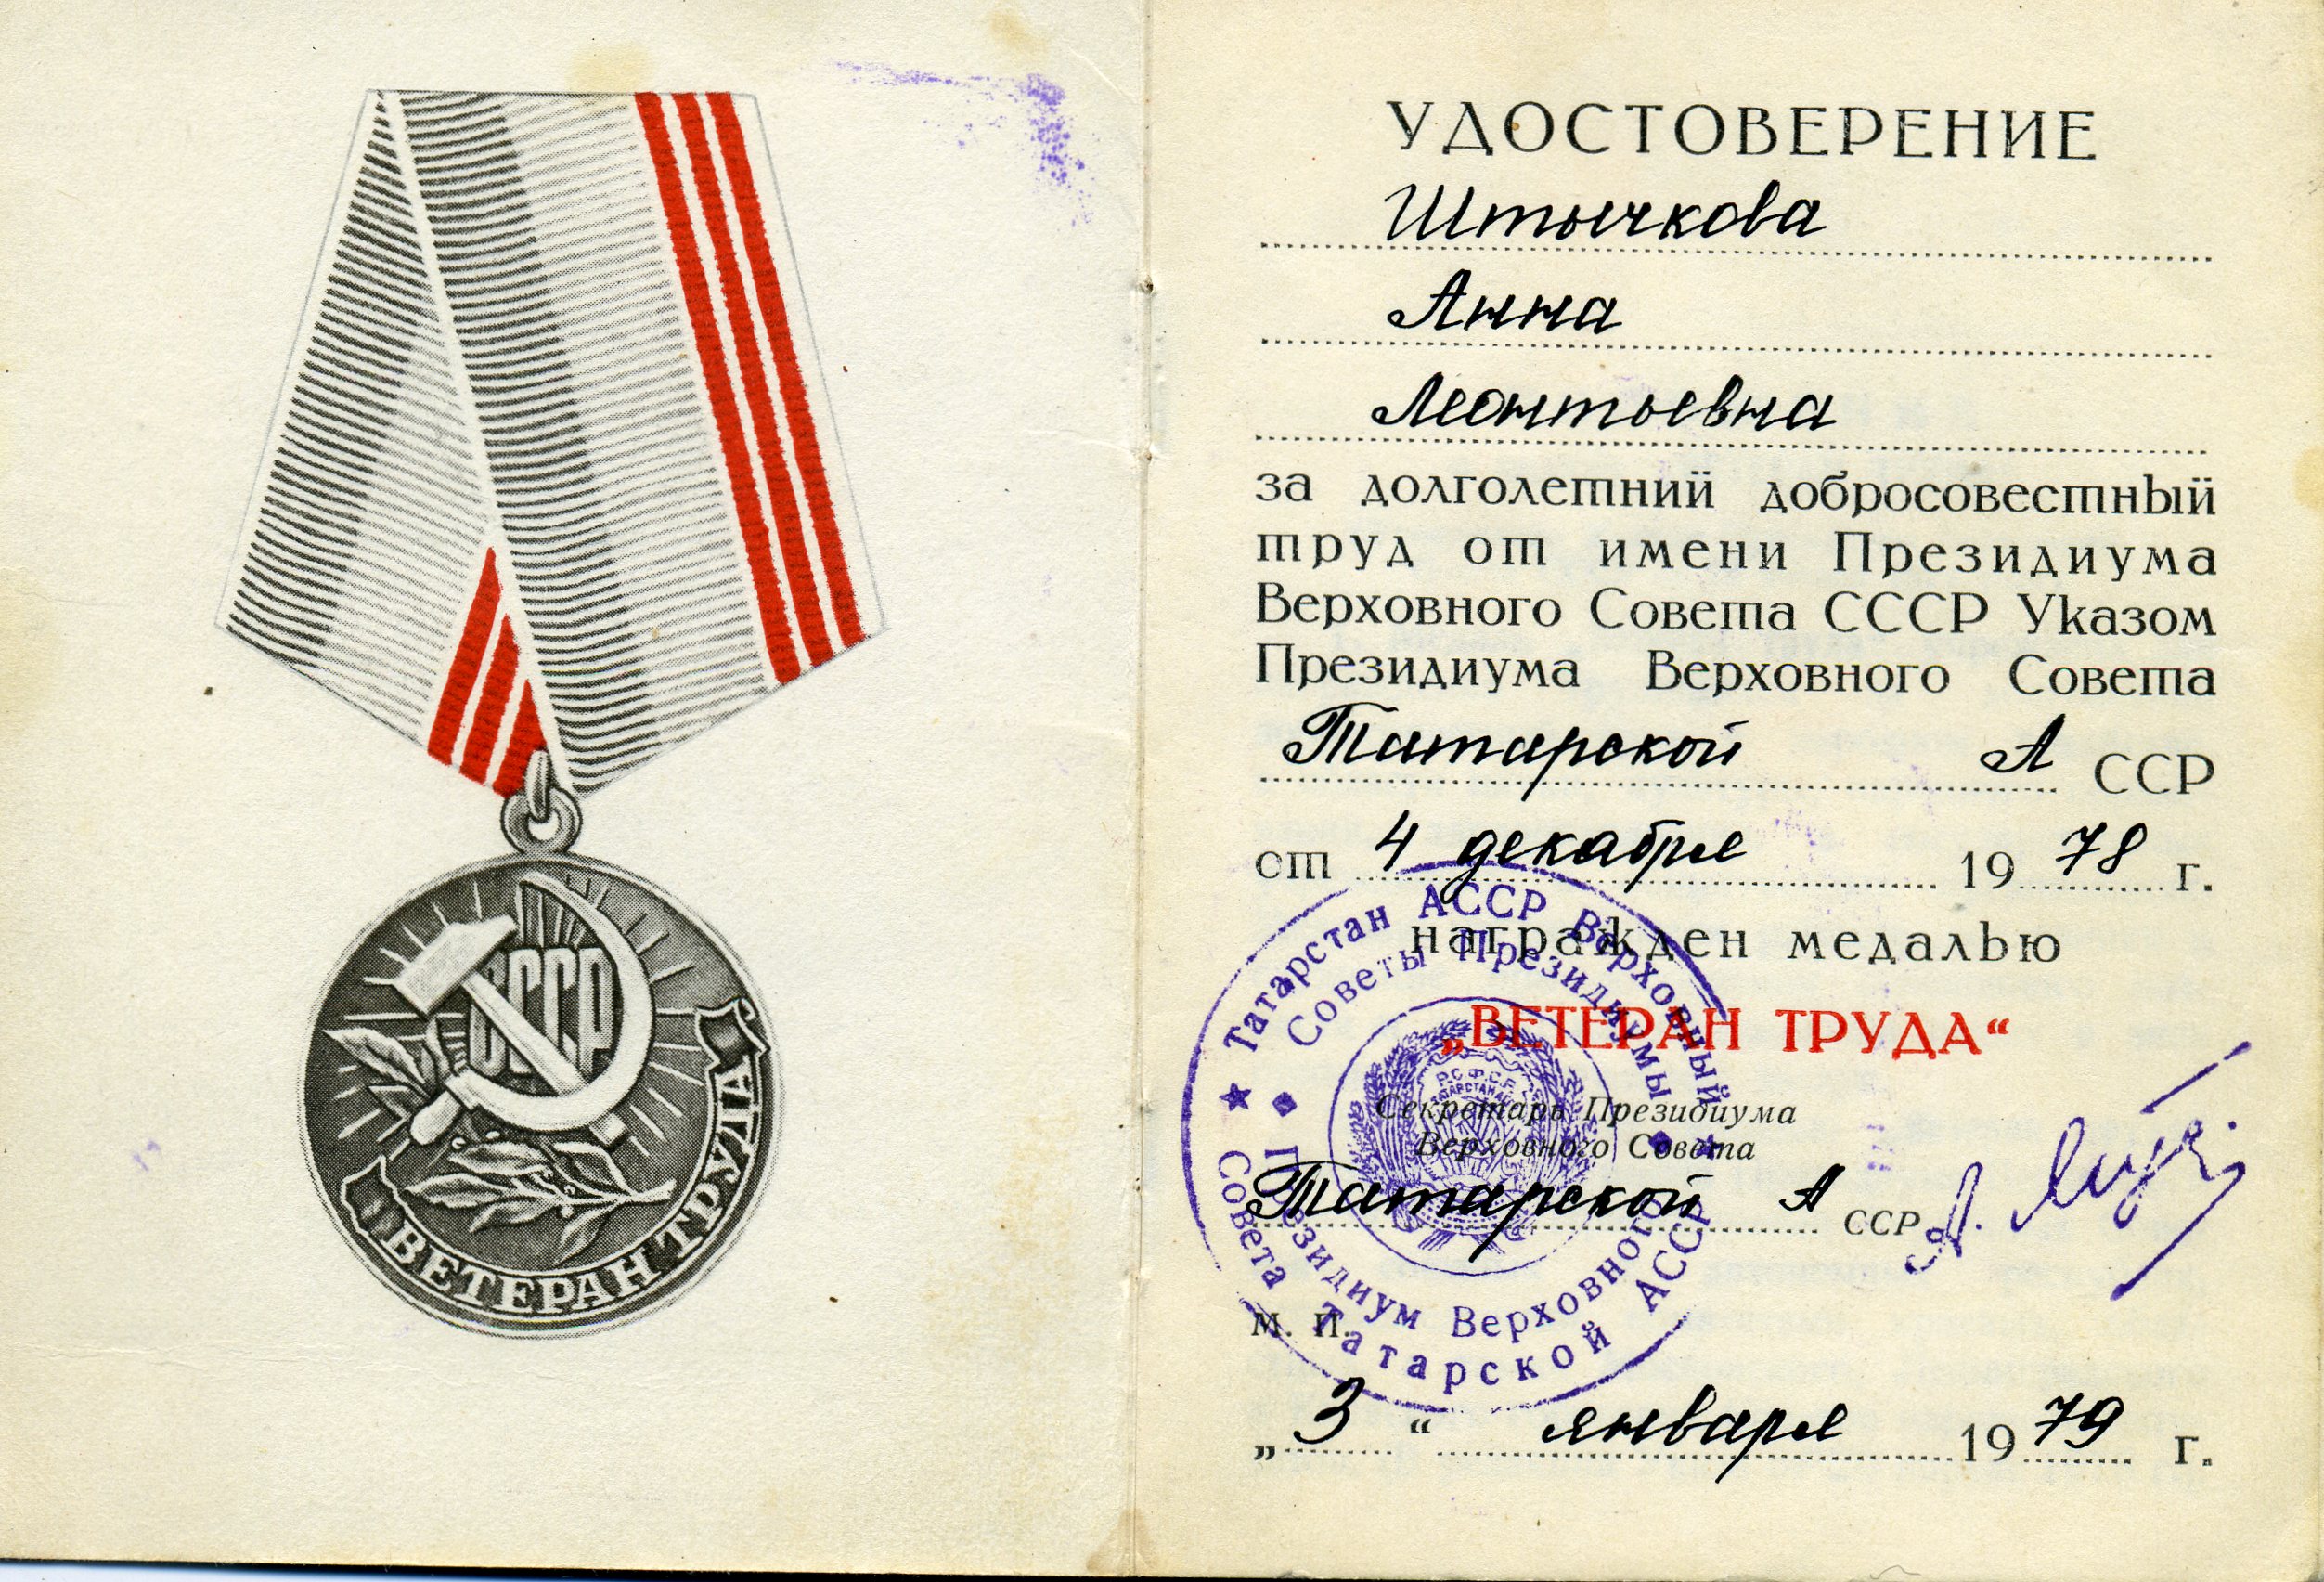 СССР
ВЕТЕРАН ТРУДА
УДОСТОВЕРЕНИЕ
Штычкова
Анна
Леонтьевна
за долголетний добросовестный
труд от имени Президиума
Верховного Совета СССР Указом
Президиума Верховного Совета
Татарской А ССР
от 4 декабря 1978 г.
награжден медалью
„ВЕТЕРАН ТРУДА“
Секретарь Президиума
Верховного Совета
Татарской А ССР
М. П.
„3“ января 1979 г.
Татарстан АССР Верховный
Советы Президиумы
Президиум Верховного
Совета Татарской АССР
Р.С.Ф.С.Р.